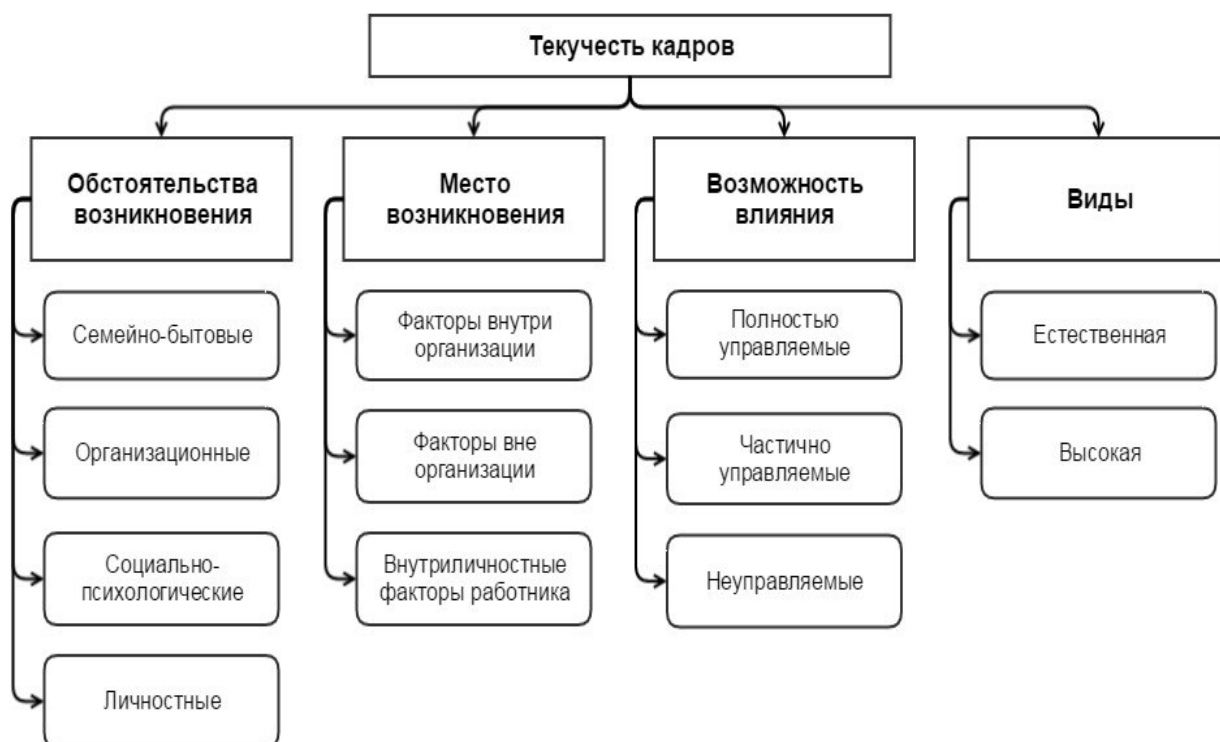 Текучесть кадров
Обстоятельства
возникновения
Семейно-бытовые
Организационные
Социально-
психологические
Личностные
Место
возникновения
Факторы внутри
организации
Факторы вне
организации
Внутриличностные
факторы работника
Возможность
влияния
Полностью
управляемые
Частично
управляемые
Неуправляемые
Виды
Естественная
Высокая